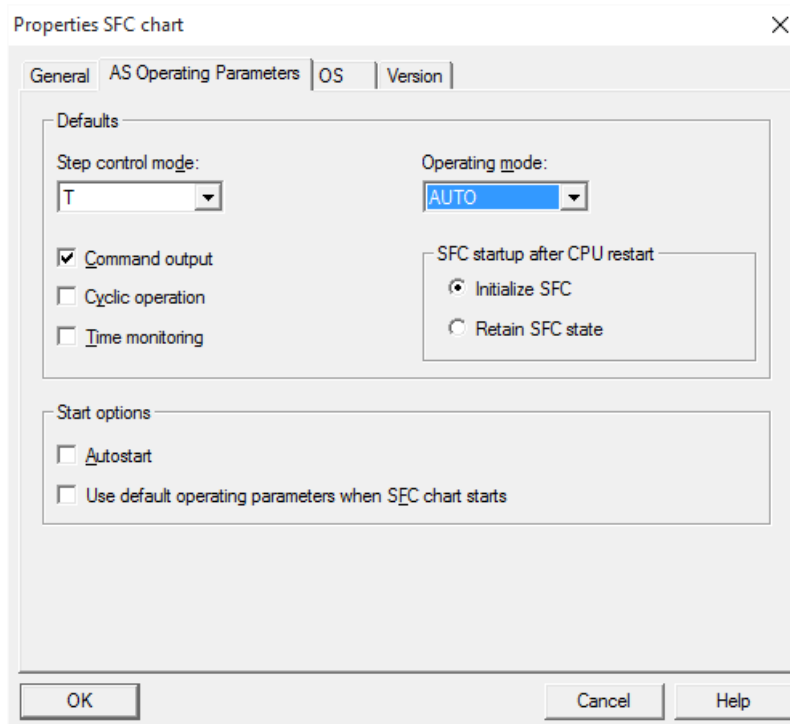 Properties SFC chart
General AS Operating Parameters OS Version
Defaults
Step control mode: Operating mode:
T AUTO
Command output
Cyclic operation
Time monitoring
SFC startup after CPU restart
Initialize SFC
Retain SFC state
Start options
Autostart
Use default operating parameters when SFC chart starts
OK Cancel Help